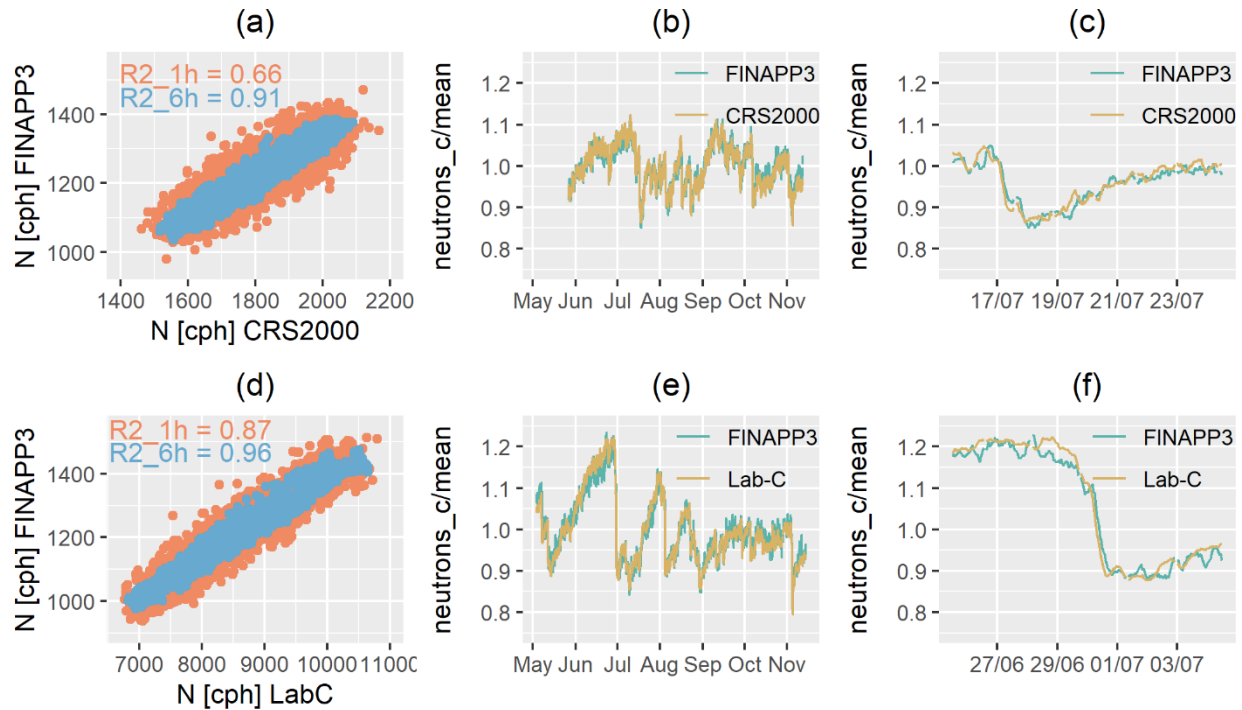 (a)
N [cph] FINAPP3
R2_1h = 0.66
R2_6h = 0.91
1400
1200
1000
1400 1600 1800 2000 2200
N [cph] CRS2000
(b)
neutrons_c/mean
FINAPP3
CRS2000
1.2
1.1
1.0
0.9
0.8
May Jun Jul Aug Sep Oct Nov
(c)
neutrons_c/mean
FINAPP3
CRS2000
1.2
1.1
1.0
0.9
0.8
17/07 19/07 21/07 23/07
(d)
N [cph] FINAPP3
R2_1h = 0.87
R2_6h = 0.96
1400
1200
1000
7000 8000 9000 10000 1100
N [cph] LabC
(e)
neutrons_c/mean
FINAPP3
Lab-C
1.2
1.1
1.0
0.9
0.8
May Jun Jul Aug Sep Oct Nov
(f)
neutrons_c/mean
FINAPP3
Lab-C
1.2
1.1
1.0
0.9
0.8
27/06 29/06 01/07 03/07